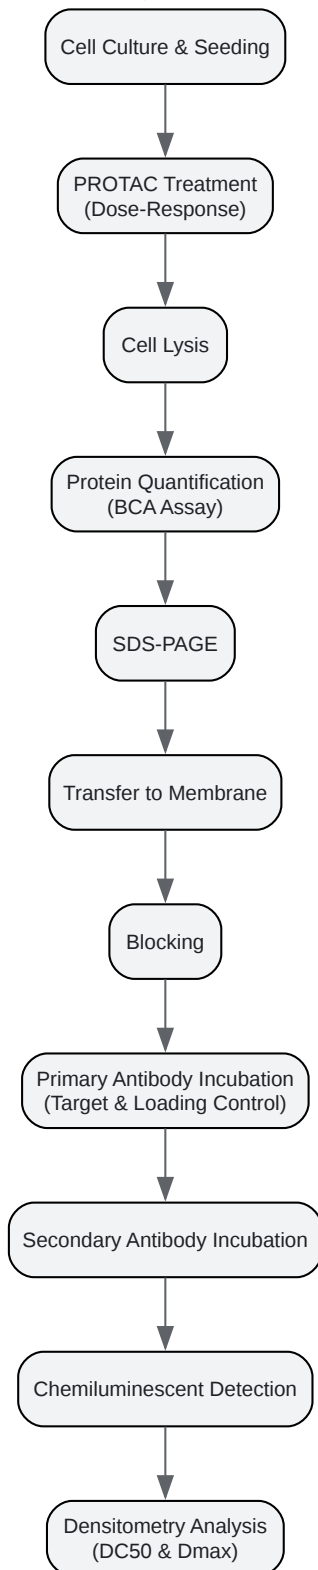 Cell Culture & Seeding
PROTAC Treatment
(Dose-Response)
Cell Lysis
Protein Quantification
(BCA Assay)
SDS-PAGE
Transfer to Membrane
Blocking
Primary Antibody Incubation
(Target & Loading Control)
Secondary Antibody Incubation
Chemiluminescent Detection
Densitometry Analysis
(DC50 & Dmax)